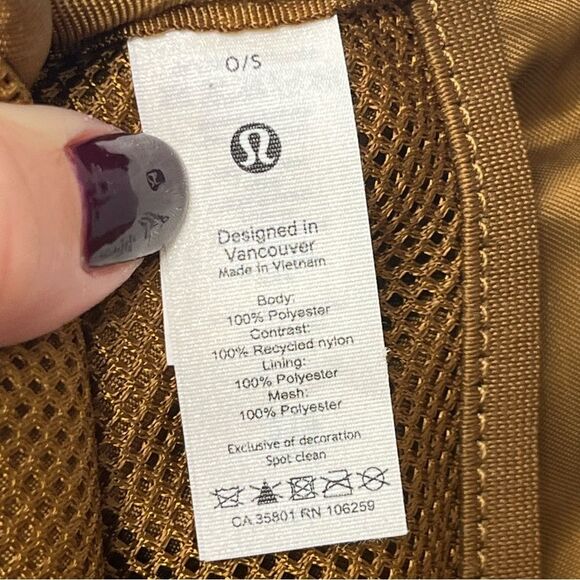 O/S
Designed in
Vancouver
Made in Vietnam
Body:
100% Polyester
Contrast:
100% Recycled nylon
Lining:
100% Polyester
Mesh:
100% Polyester
Exclusive of decoration
Spot clean
CA 35801 RN 106259